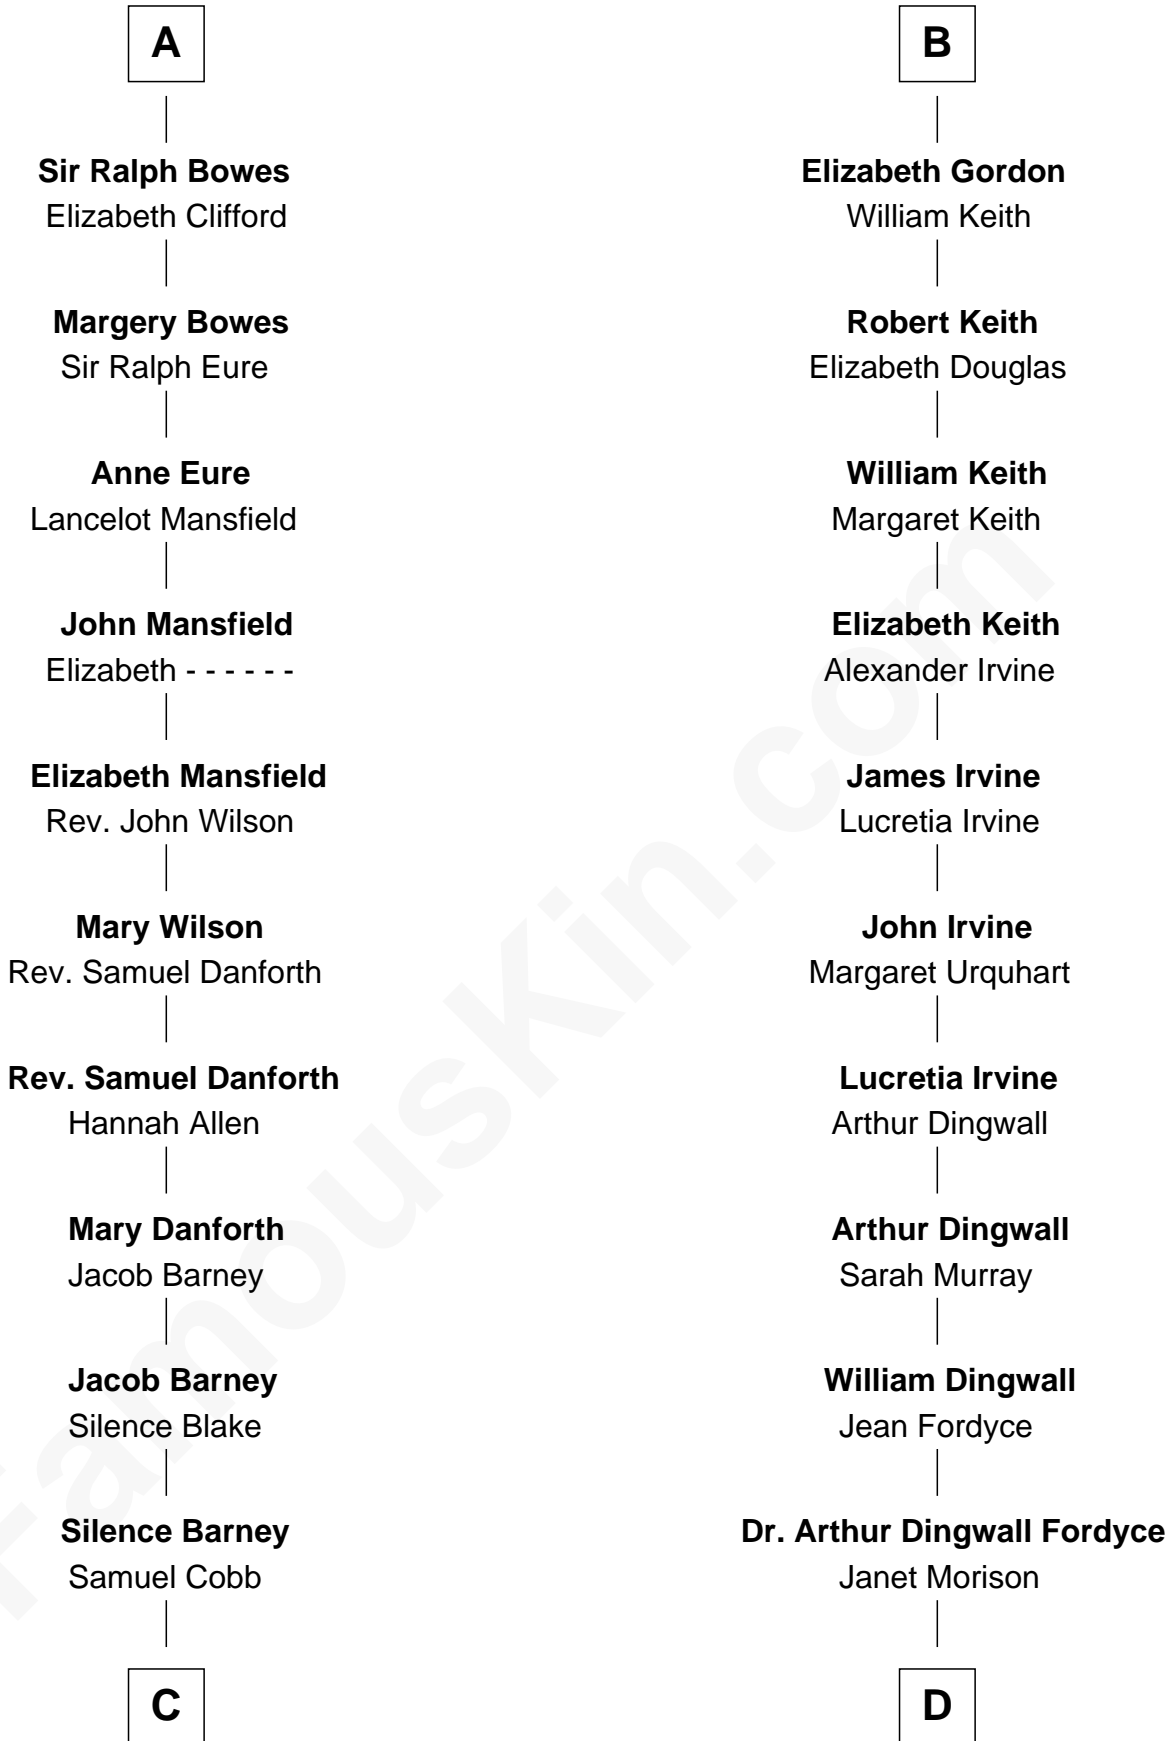 A
Sir Ralph Bowes
Elizabeth Clifford
Margery Bowes
Sir Ralph Eure
Anne Eure
Lancelot Mansfield
John Mansfield
Elizabeth - - - - - -
Elizabeth Mansfield
Rev. John Wilson
Mary Wilson
Rev. Samuel Danforth
Rev. Samuel Danforth
Hannah Allen
Mary Danforth
Jacob Barney
Jacob Barney
Silence Blake
Silence Barney
Samuel Cobb
C
B
Elizabeth Gordon
William Keith
Robert Keith
Elizabeth Douglas
William Keith
Margaret Keith
Elizabeth Keith
Alexander Irvine
James Irvine
Lucretia Irvine
John Irvine
Margaret Urquhart
Lucretia Irvine
Arthur Dingwall
Arthur Dingwall
Sarah Murray
William Dingwall
Jean Fordyce
Dr. Arthur Dingwall Fordyce
Janet Morison
D
FamousKin.com